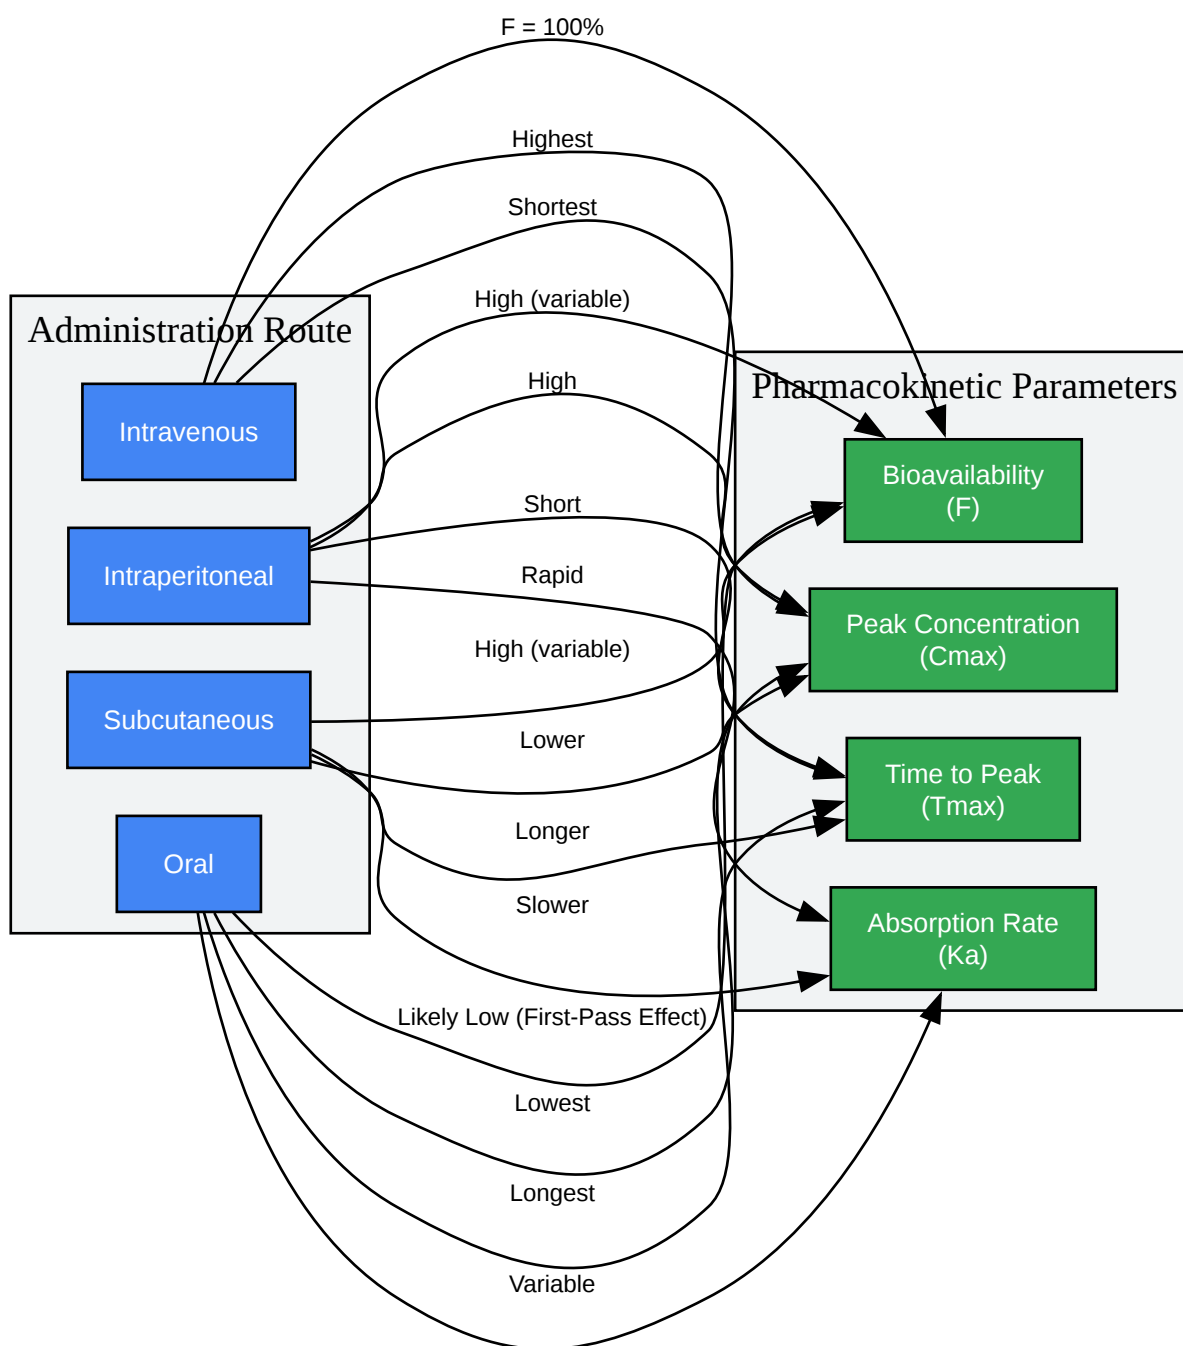 F = 100%
Highest
Shortest
High (variable)
High
Short
Rapid
High (variable)
Lower
Longer
Slower
Likely Low (First-Pass Effect)
Lowest
Longest
Variable
Administration Route
Intravenous
Intraperitoneal
Subcutaneous
Oral
Pharmacokinetic Parameters
Bioavailability
(F)
Peak Concentration
(Cmax)
Time to Peak
(Tmax)
Absorption Rate
(Ka)